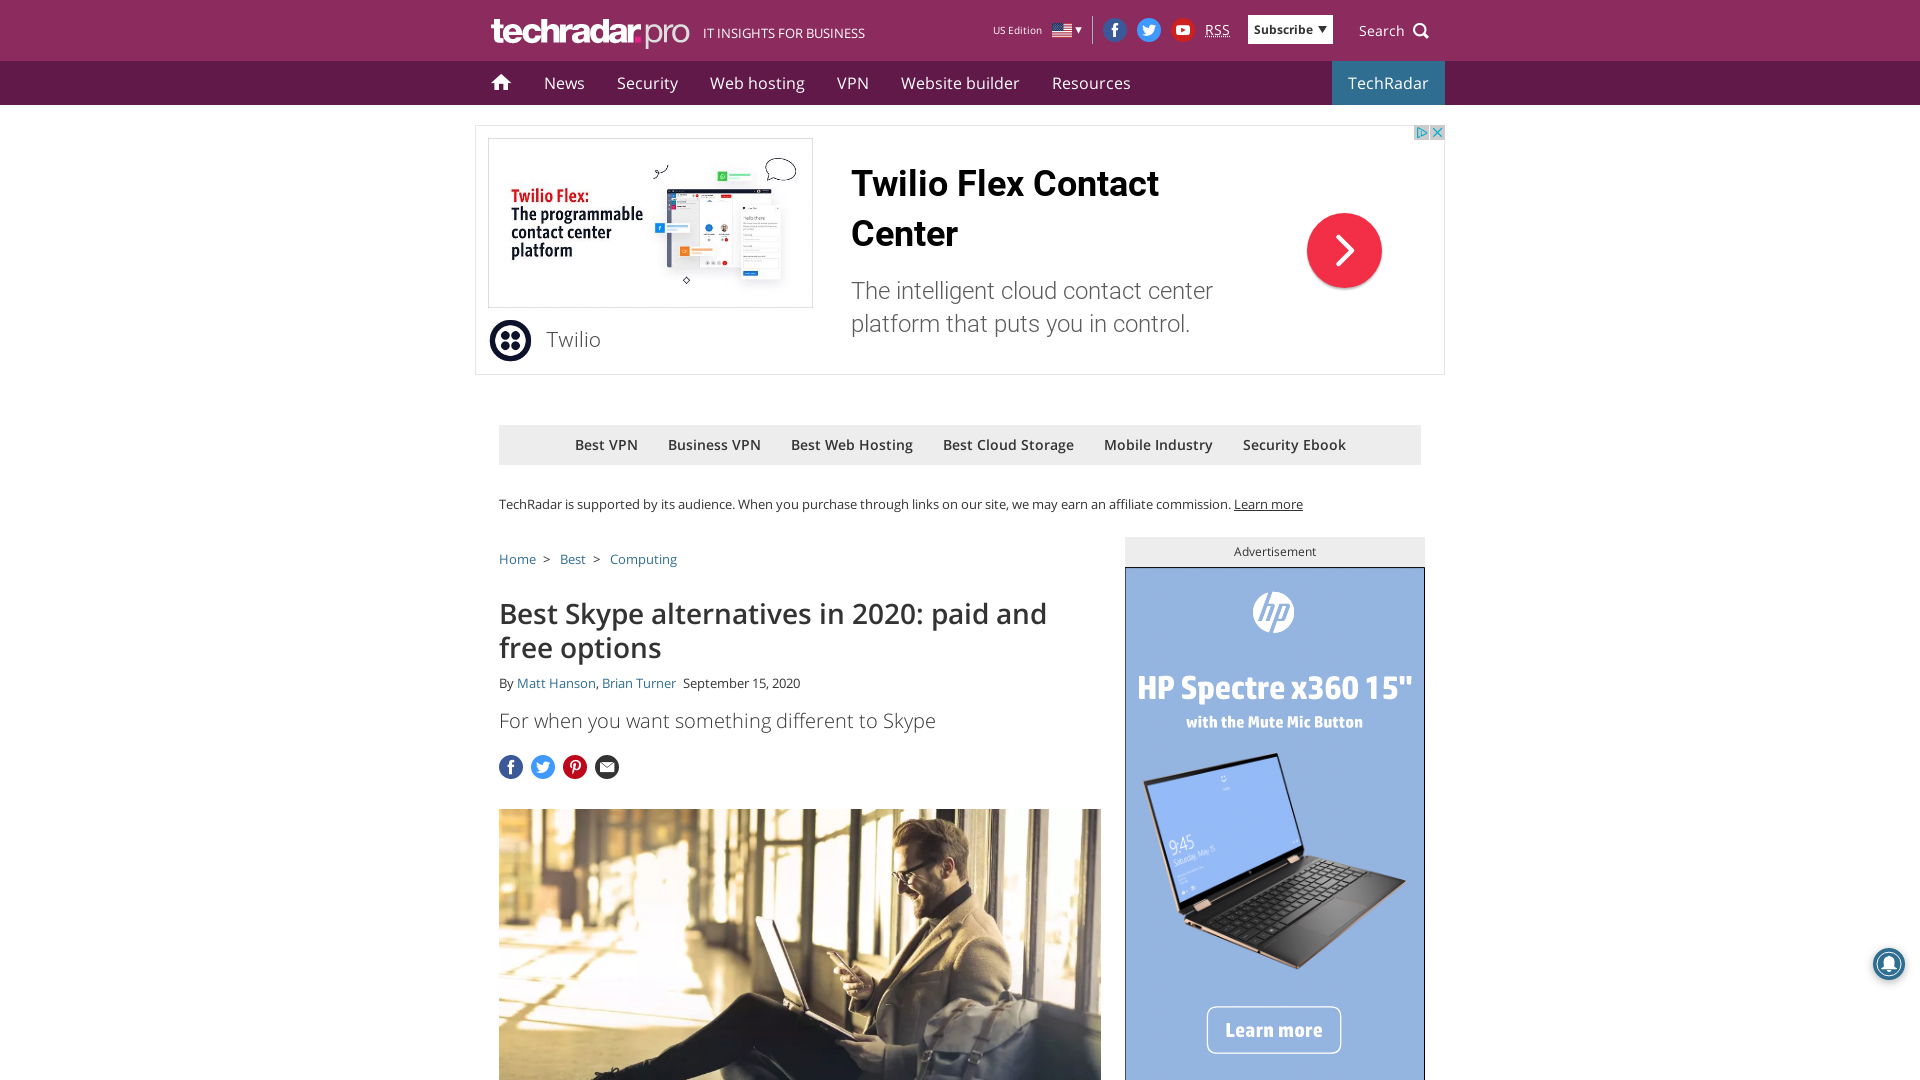 techradar.pro IT INSIGHTS FOR BUSINESS
US Edition ▼ RSS Subscribe ▼ Search
News Security Web hosting VPN Website builder Resources TechRadar
Twilio Flex:
The programmable
contact center
platform
Twilio
Twilio Flex Contact
Center
The intelligent cloud contact center
platform that puts you in control.
Best VPN Business VPN Best Web Hosting Best Cloud Storage Mobile Industry Security Ebook
TechRadar is supported by its audience. When you purchase through links on our site, we may earn an affiliate commission. Learn more
Home > Best > Computing
Best Skype alternatives in 2020: paid and
free options
By Matt Hanson, Brian Turner September 15, 2020
For when you want something different to Skype
Advertisement
hp
HP Spectre x360 15"
with the Mute Mic Button
9:45
Saturday, May 15
Learn more